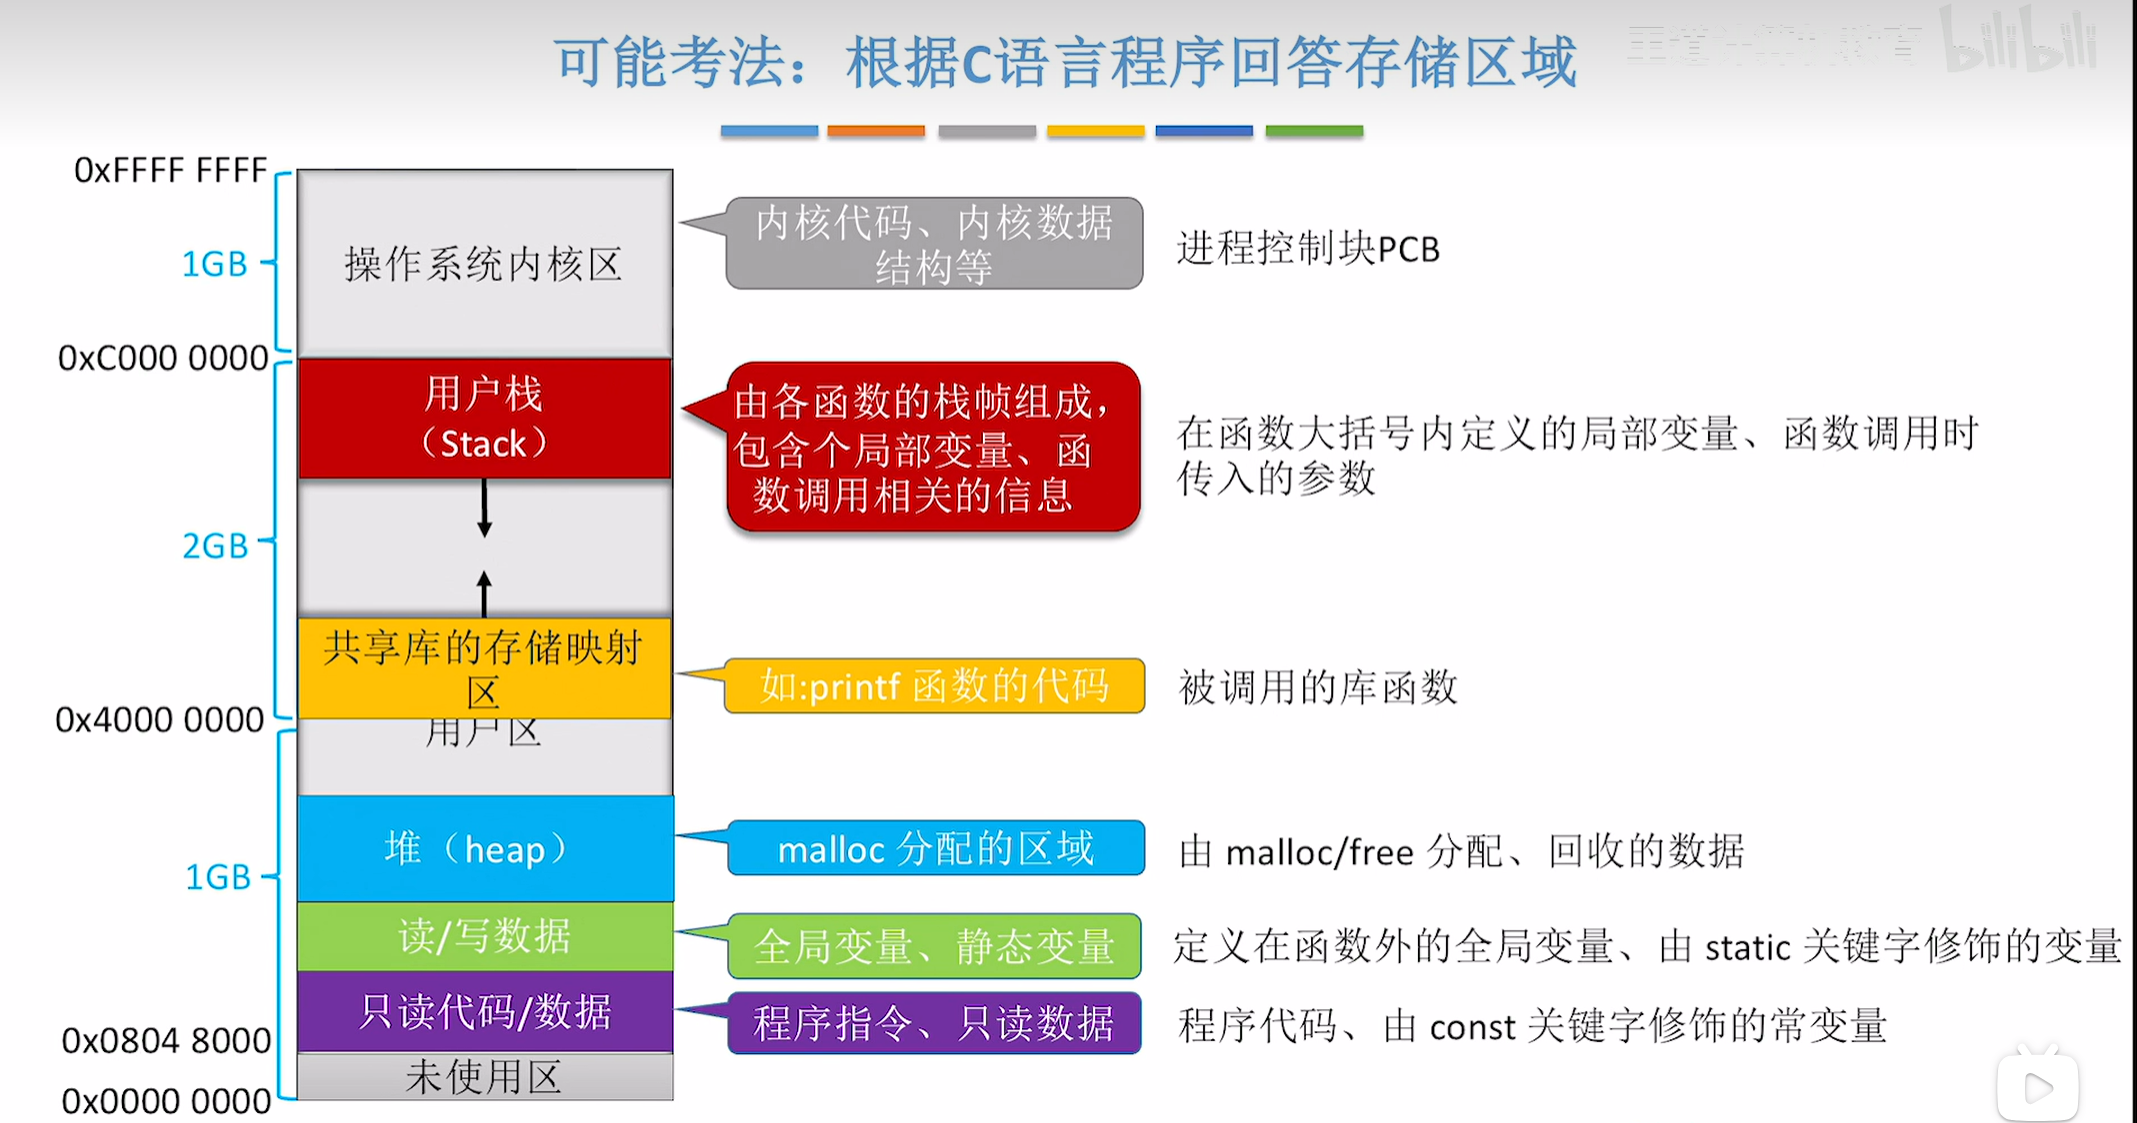 可能考法：根据C语言程序回答存储区域
bilibili
0xFFFF FFFF
1GB
操作系统内核区
内核代码、内核数据
结构等
进程控制块PCB
0xC000 0000
用户栈
（Stack）
由各函数的栈帧组成，
包含个局部变量、函
数调用相关的信息
在函数大括号内定义的局部变量、函数调用时
传入的参数
2GB
共享库的存储映射
区
如:printf 函数的代码
被调用的库函数
0x4000 0000
用户区
堆（heap）
malloc 分配的区域
由 malloc/free 分配、回收的数据
1GB
读/写数据
全局变量、静态变量
定义在函数外的全局变量、由 static 关键字修饰的变量
只读代码/数据
程序指令、只读数据
程序代码、由 const 关键字修饰的常变量
0x0804 8000
未使用区
0x0000 0000